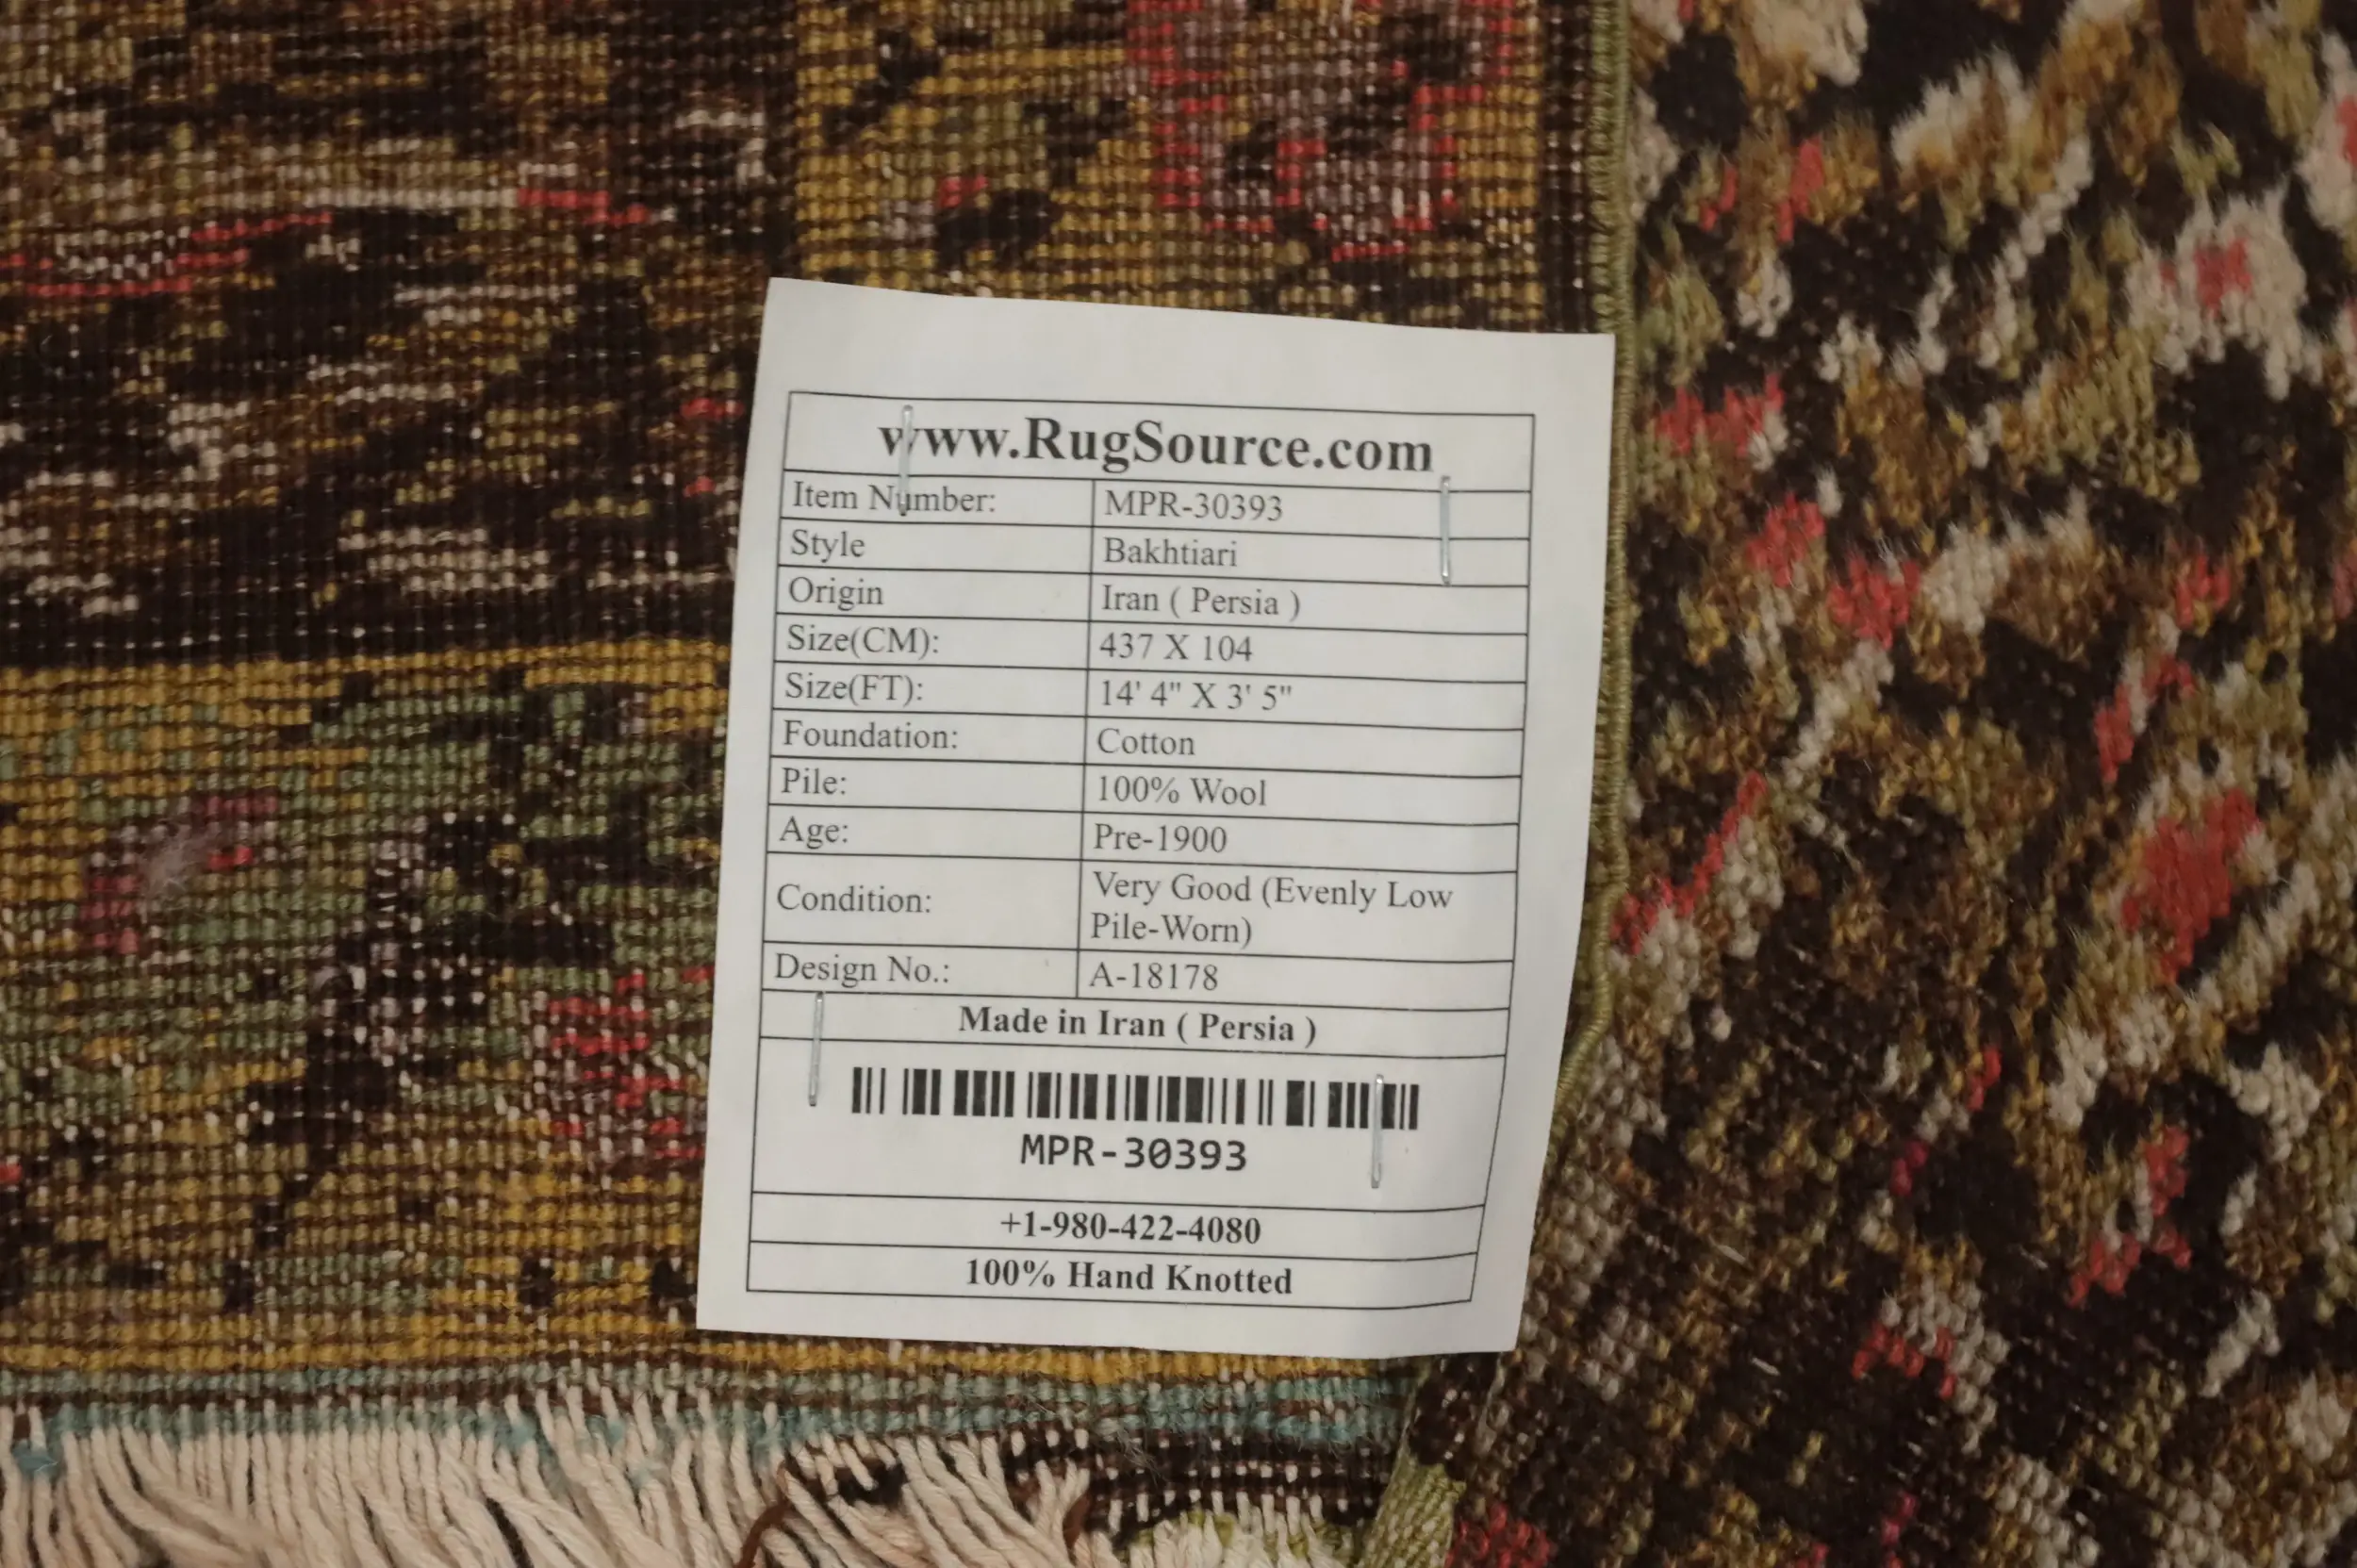 www.RugSource.com
Item Number: MPR-30393
Style Bakhtiari
Origin Iran ( Persia )
Size(CM): 437 X 104
Size(FT): 14' 4" X 3' 5"
Foundation: Cotton
Pile: 100% Wool
Age: Pre-1900
Condition: Very Good (Evenly Low
Pile-Worn)
Design No.: A-18178
Made in Iran ( Persia )
MPR-30393
+1-980-422-4080
100% Hand Knotted